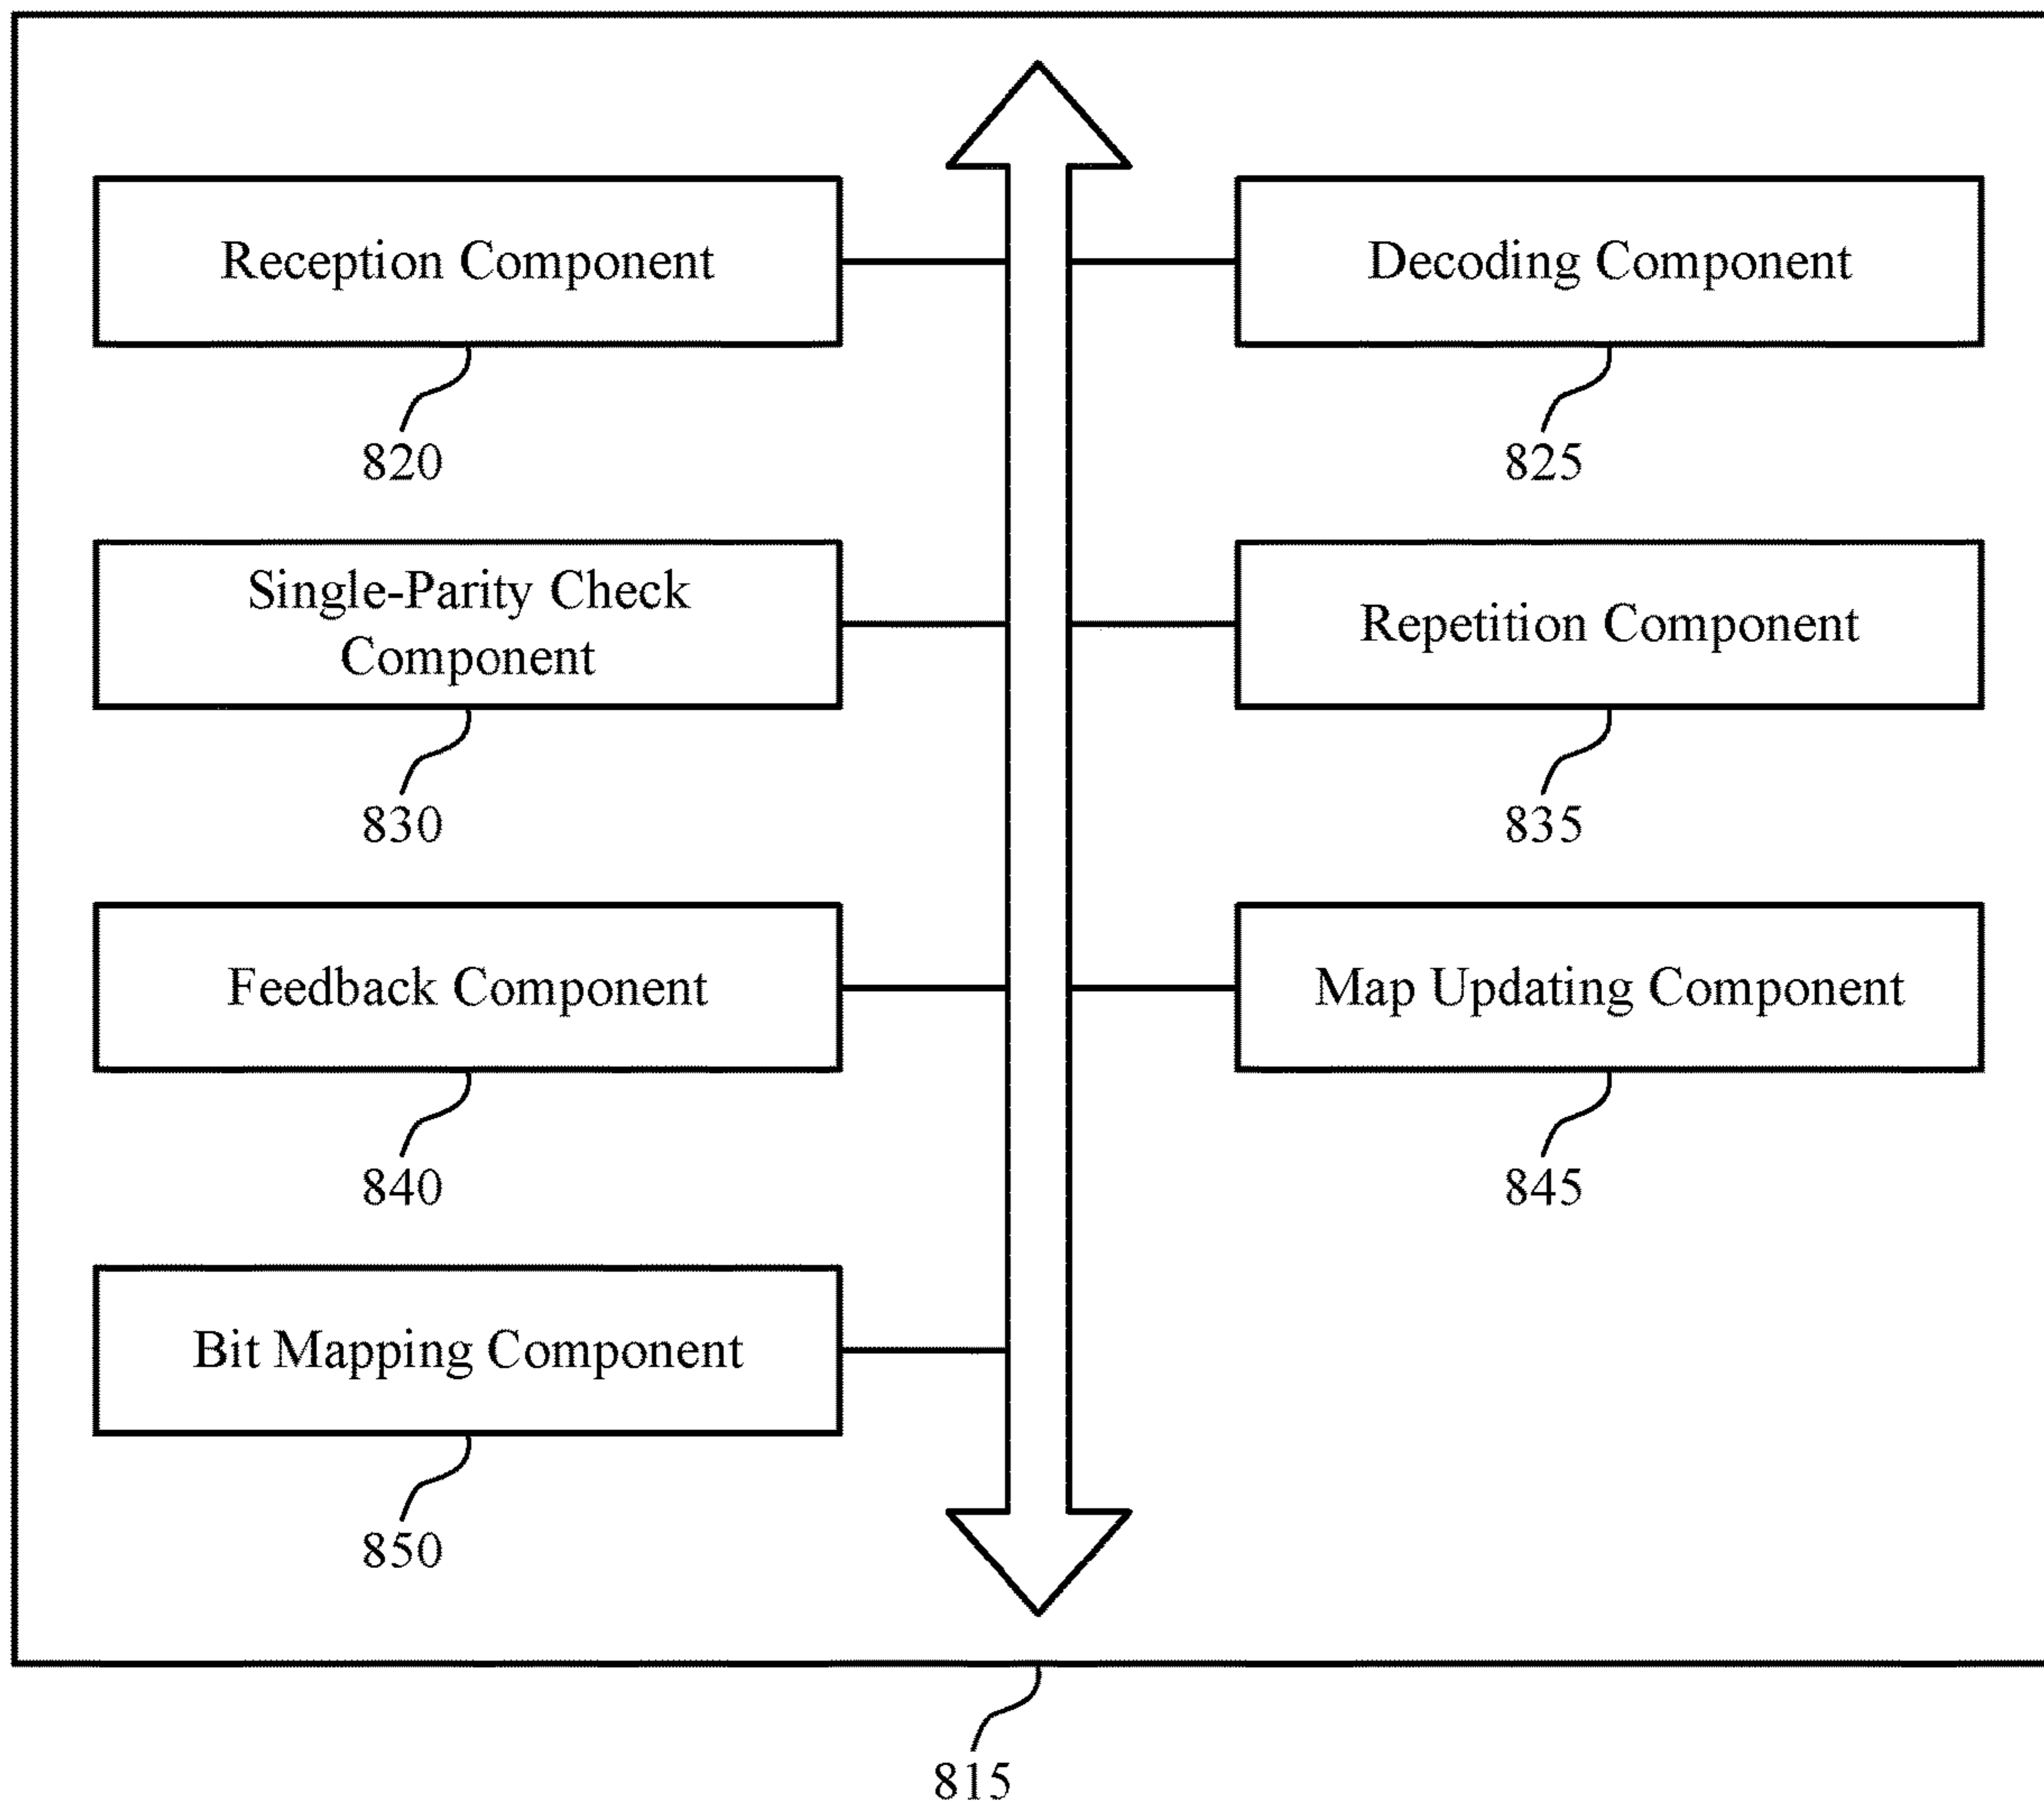 Reception Component
820
Decoding Component
825
Single-Parity Check
Component
830
Repetition Component
835
Feedback Component
840
Map Updating Component
845
Bit Mapping Component
850
815